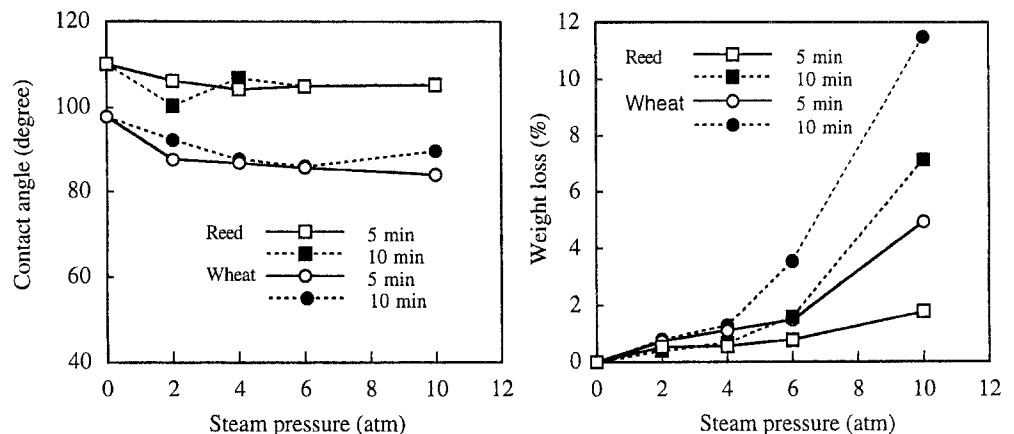 120
100
80
60
40
Contact angle (degree)
Reed 5 min
10 min
Wheat 5 min
10 min
0 2 4 6 8 10 12
Steam pressure (atm)
12
10
8
6
4
2
0
Weight loss (%)
Reed 5 min
10 min
Wheat 5 min
10 min
0 2 4 6 8 10 12
Steam pressure (atm)